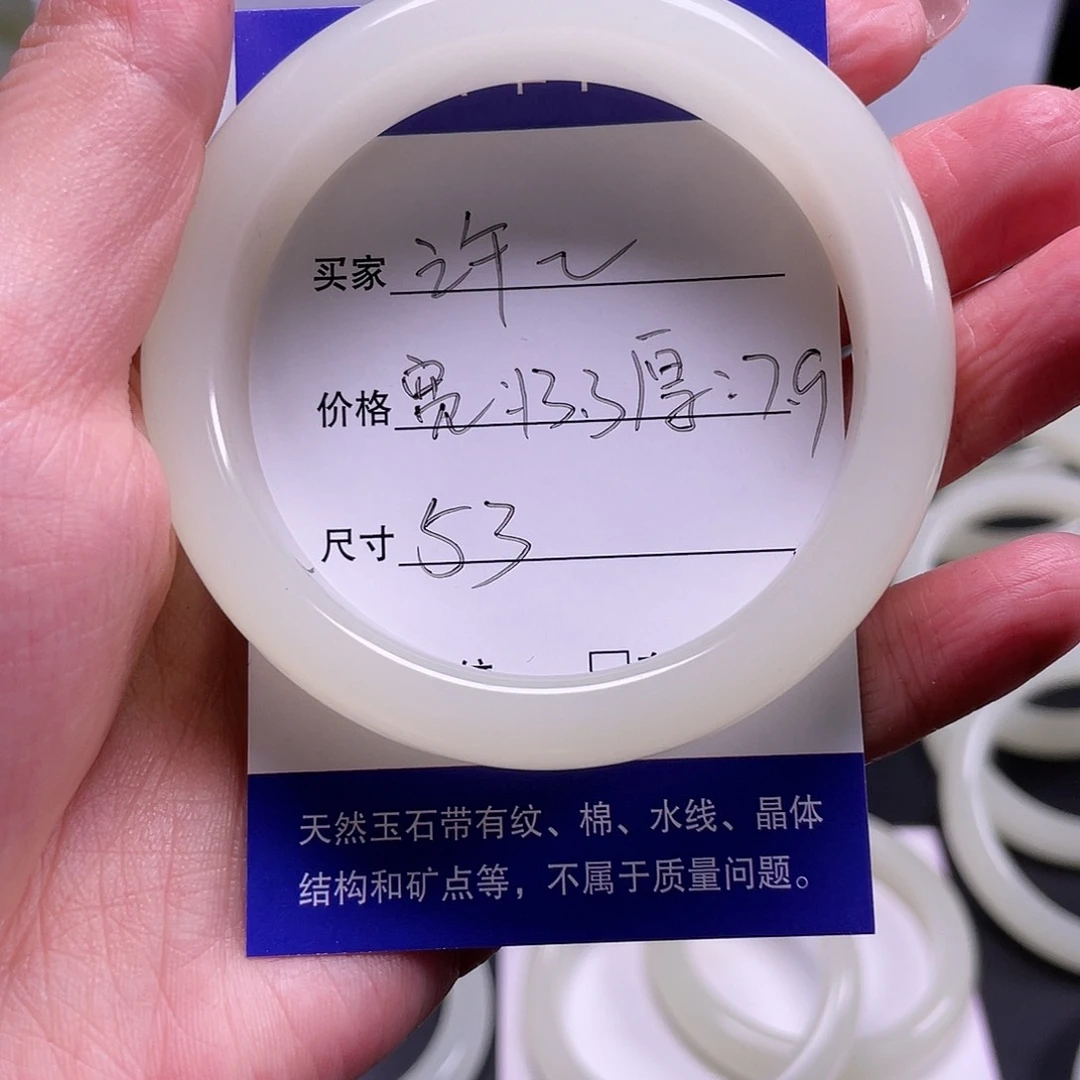 买家 许
价格 宽:13.3厚:7.9
尺寸 53
天然玉石带有纹、棉、水线、晶体
结构和矿点等，不属于质量问题。